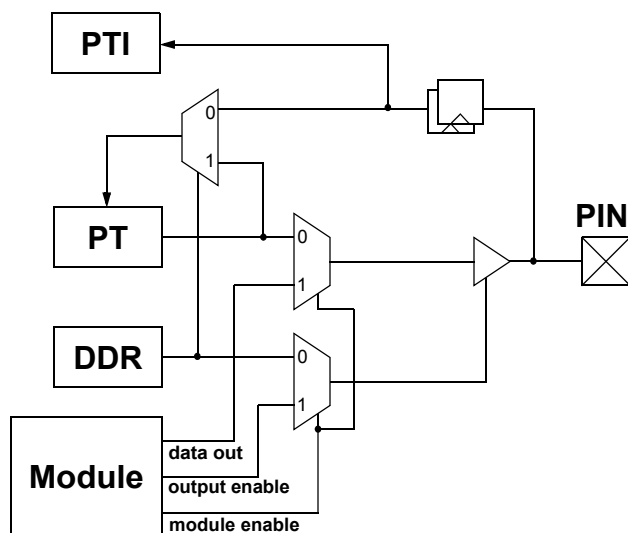 PTI
0
1
PT
PIN
0
1
DDR
0
1
Module
data out
output enable
module enable